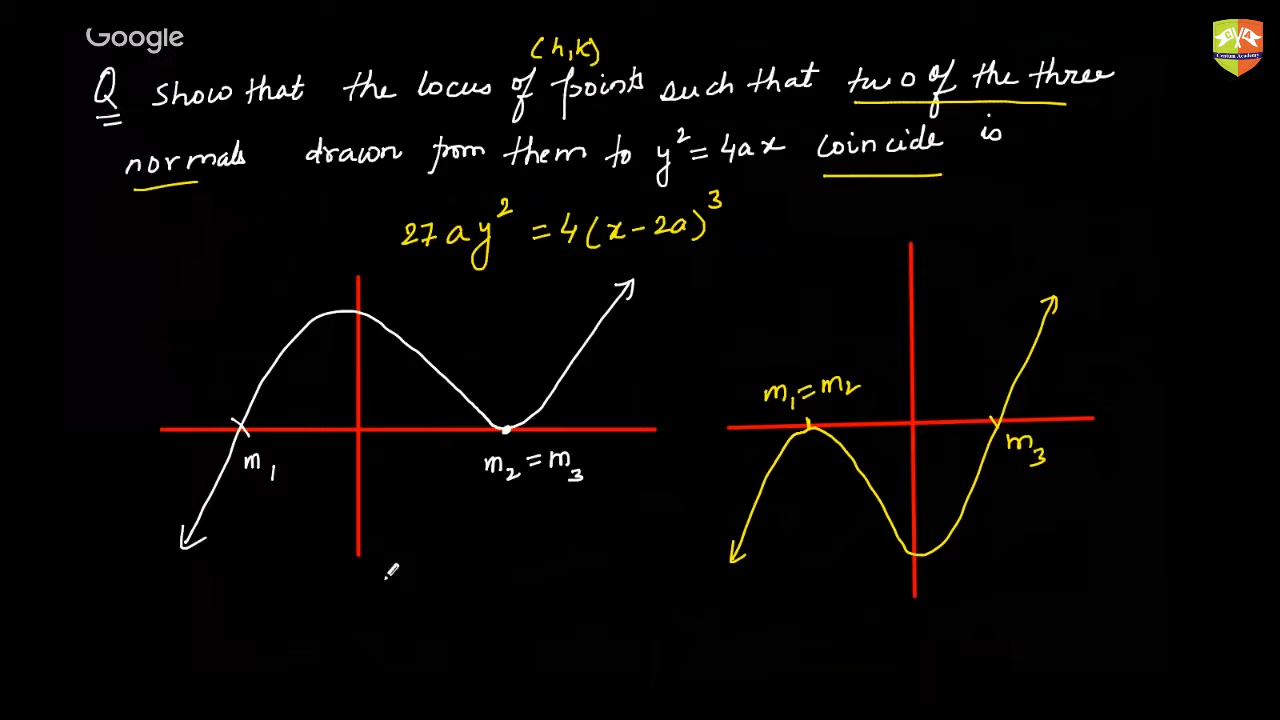 Google
(h,k)
Q show that the locus of points such that two of the three
normals drawn from them to y² = 4ax coincide is
27ay² = 4(x-2a)³
m₁=m₂
m₃
m₁
m₂=m₃